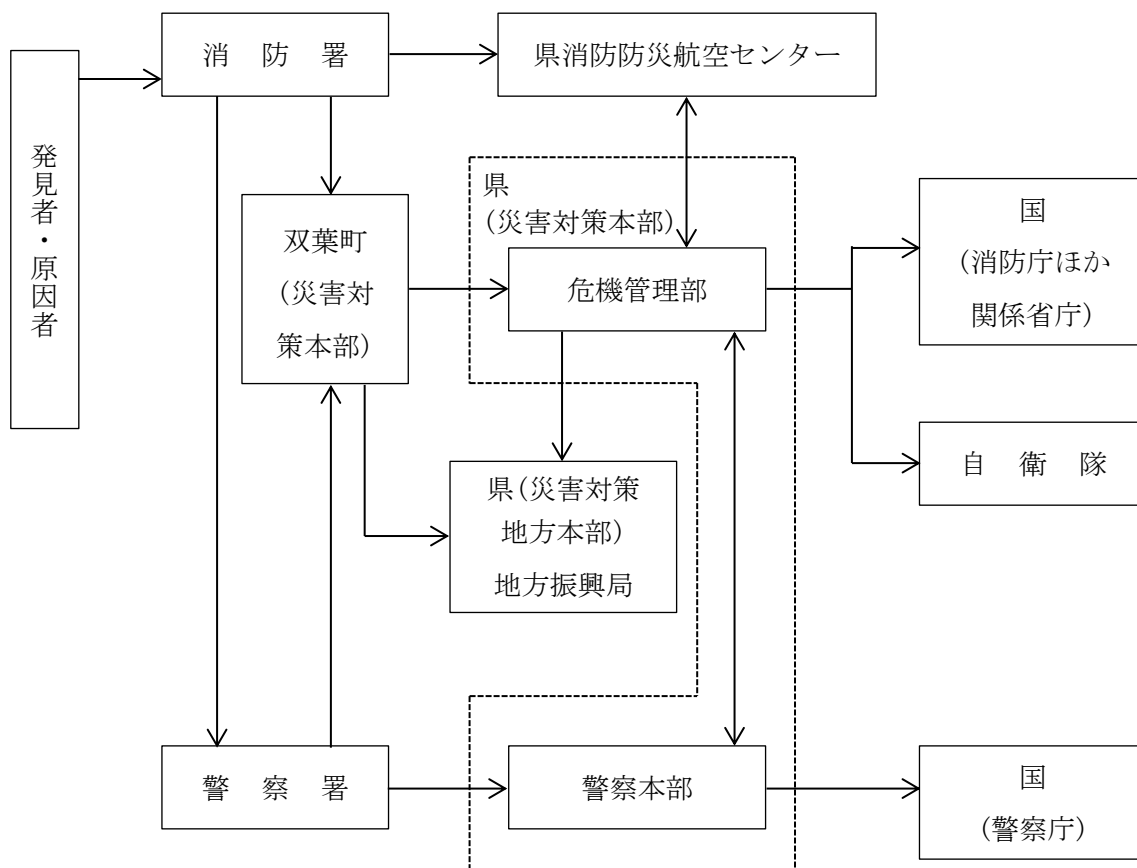 消　防　署
県消防防災航空センター
発見者・原因者
県
(災害対策本部)
国
(消防庁ほか
関係省庁)
双葉町
(災害対
策本部)
危機管理部
自　衛　隊
県(災害対策
地方本部)
地方振興局
警　察　署
警察本部
国
(警察庁)